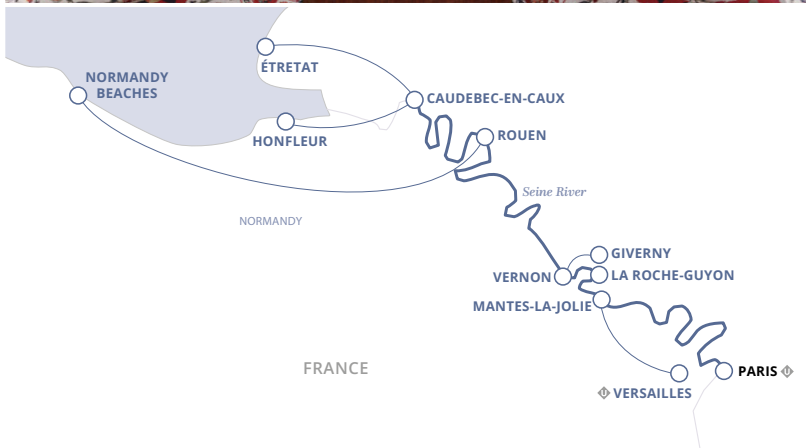 ÉTRETAT
NORMANDY
BEACHES
CAUDEBEC-EN-CAUX
HONFLEUR
ROUEN
Seine River
NORMANDY
GIVERNY
VERNON
LA ROCHE-GUYON
MANTES-LA-JOLIE
FRANCE
PARIS U
U VERSAILLES